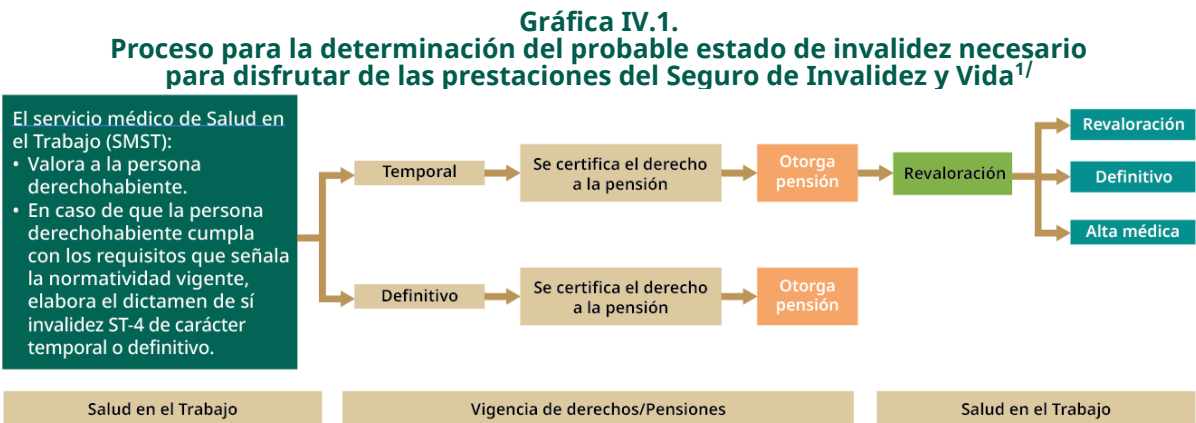 Gráfica IV.1.
Proceso para la determinación del probable estado de invalidez necesario
para disfrutar de las prestaciones del Seguro de Invalidez y Vida1/
El servicio médico de Salud en
el Trabajo (SMST):
• Valora a la persona
derechohabiente.
• En caso de que la persona
derechohabiente cumpla
con los requisitos que señala
la normatividad vigente,
elabora el dictamen de sí
invalidez ST-4 de carácter
temporal o definitivo.
Temporal
Se certifica el derecho
a la pensión
Otorga
pensión
Revaloración
Revaloración
Definitivo
Alta médica
Definitivo
Se certifica el derecho
a la pensión
Otorga
pensión
Salud en el Trabajo
Vigencia de derechos/Pensiones
Salud en el Trabajo